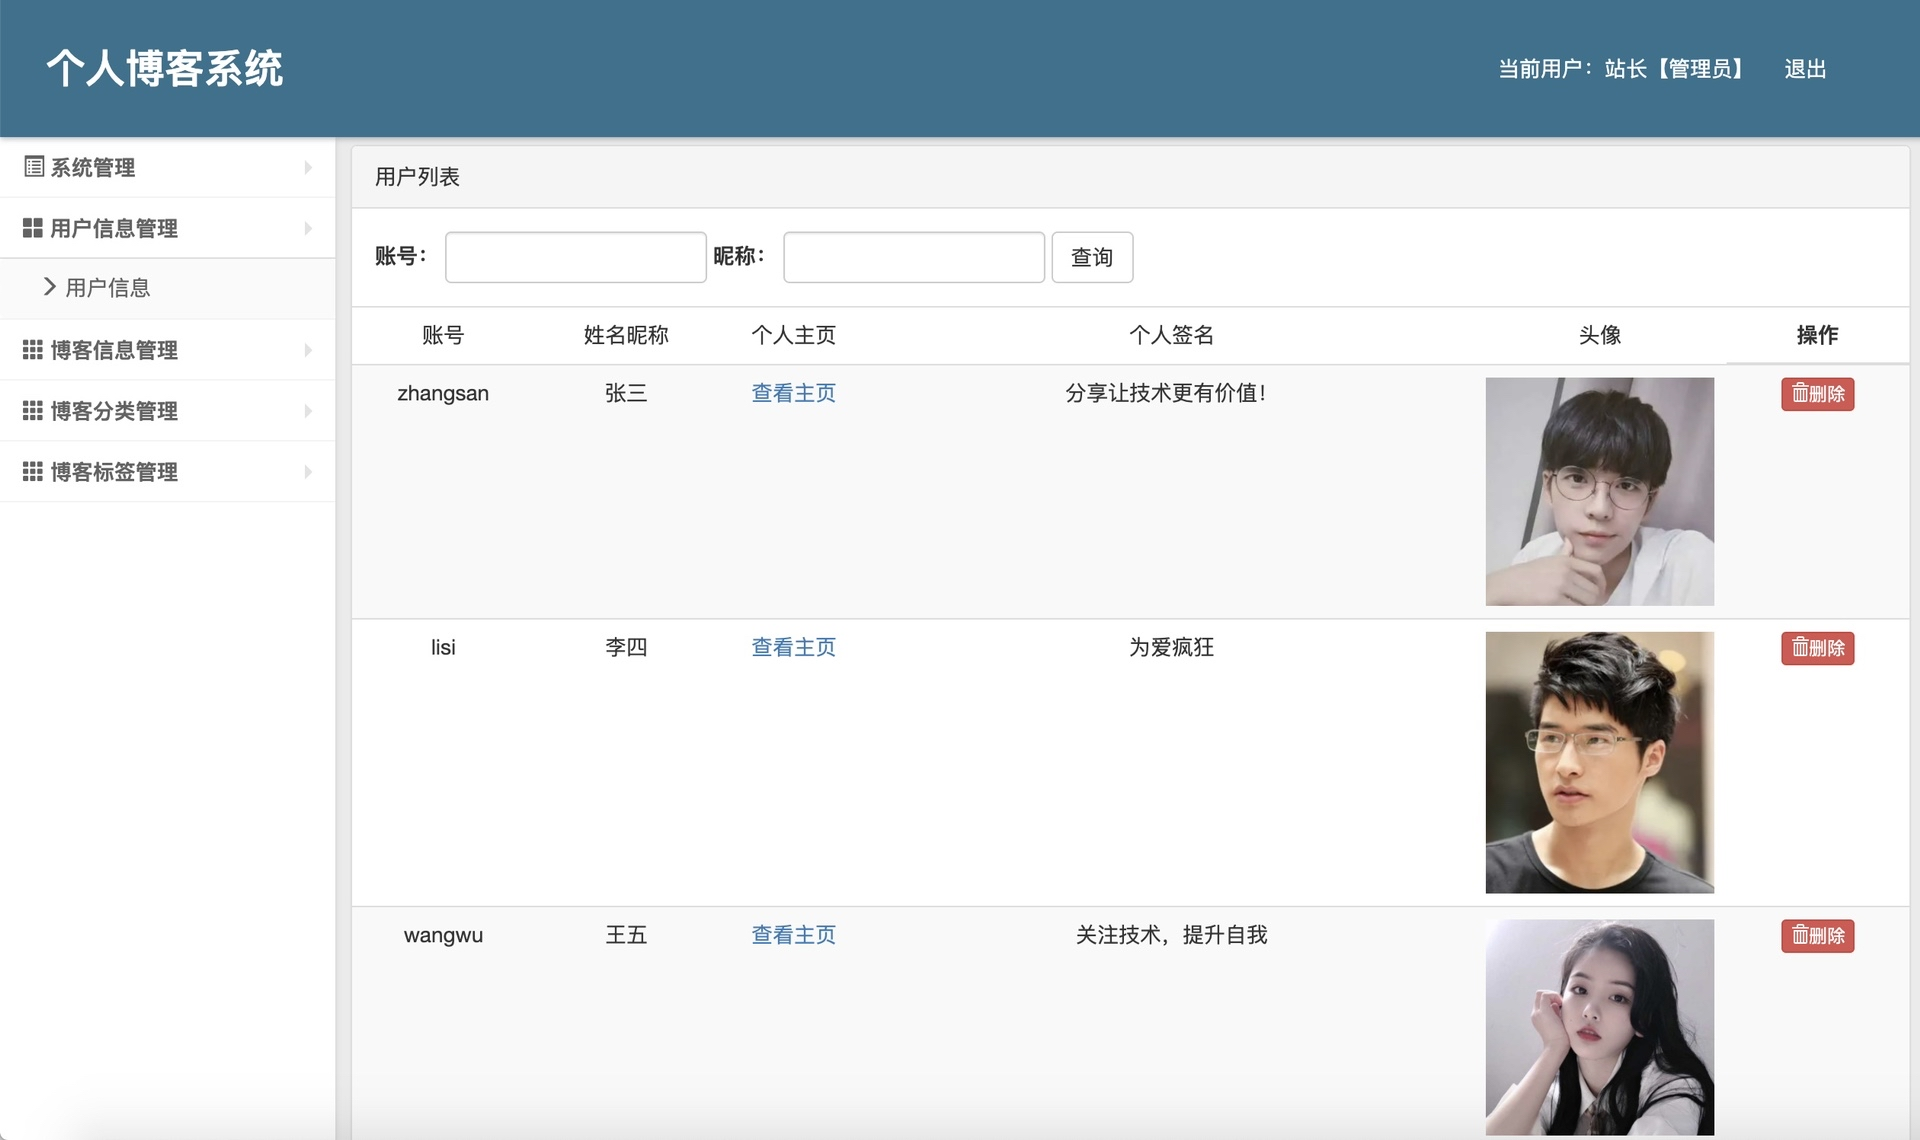 个人博客系统
当前用户：站长【管理员】 退出
系统管理
用户信息管理
用户信息
博客信息管理
博客分类管理
博客标签管理
用户列表
账号： 昵称： 查询
账号 姓名昵称 个人主页 个人签名 头像 操作
zhangsan 张三 查看主页 分享让技术更有价值！ 删除
lisi 李四 查看主页 为爱疯狂 删除
wangwu 王五 查看主页 关注技术，提升自我 删除